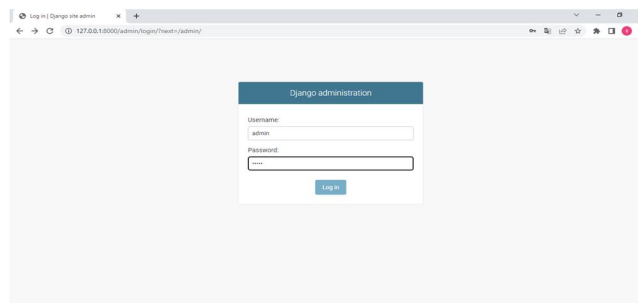 Log in | Django site admin
127.0.0.1:8000/admin/login/?next=/admin/
Django administration
Username:
admin
Password:
•••••
Log in